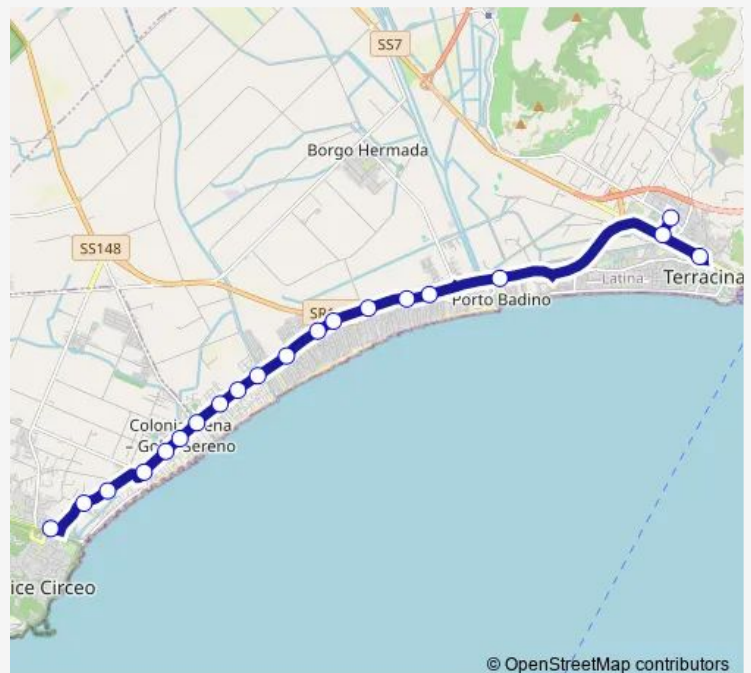 SS7
Borgo Hermada
SS148
Latina
Terracina
Porto Badino
ice Circeo
© OpenStreetMap contributors